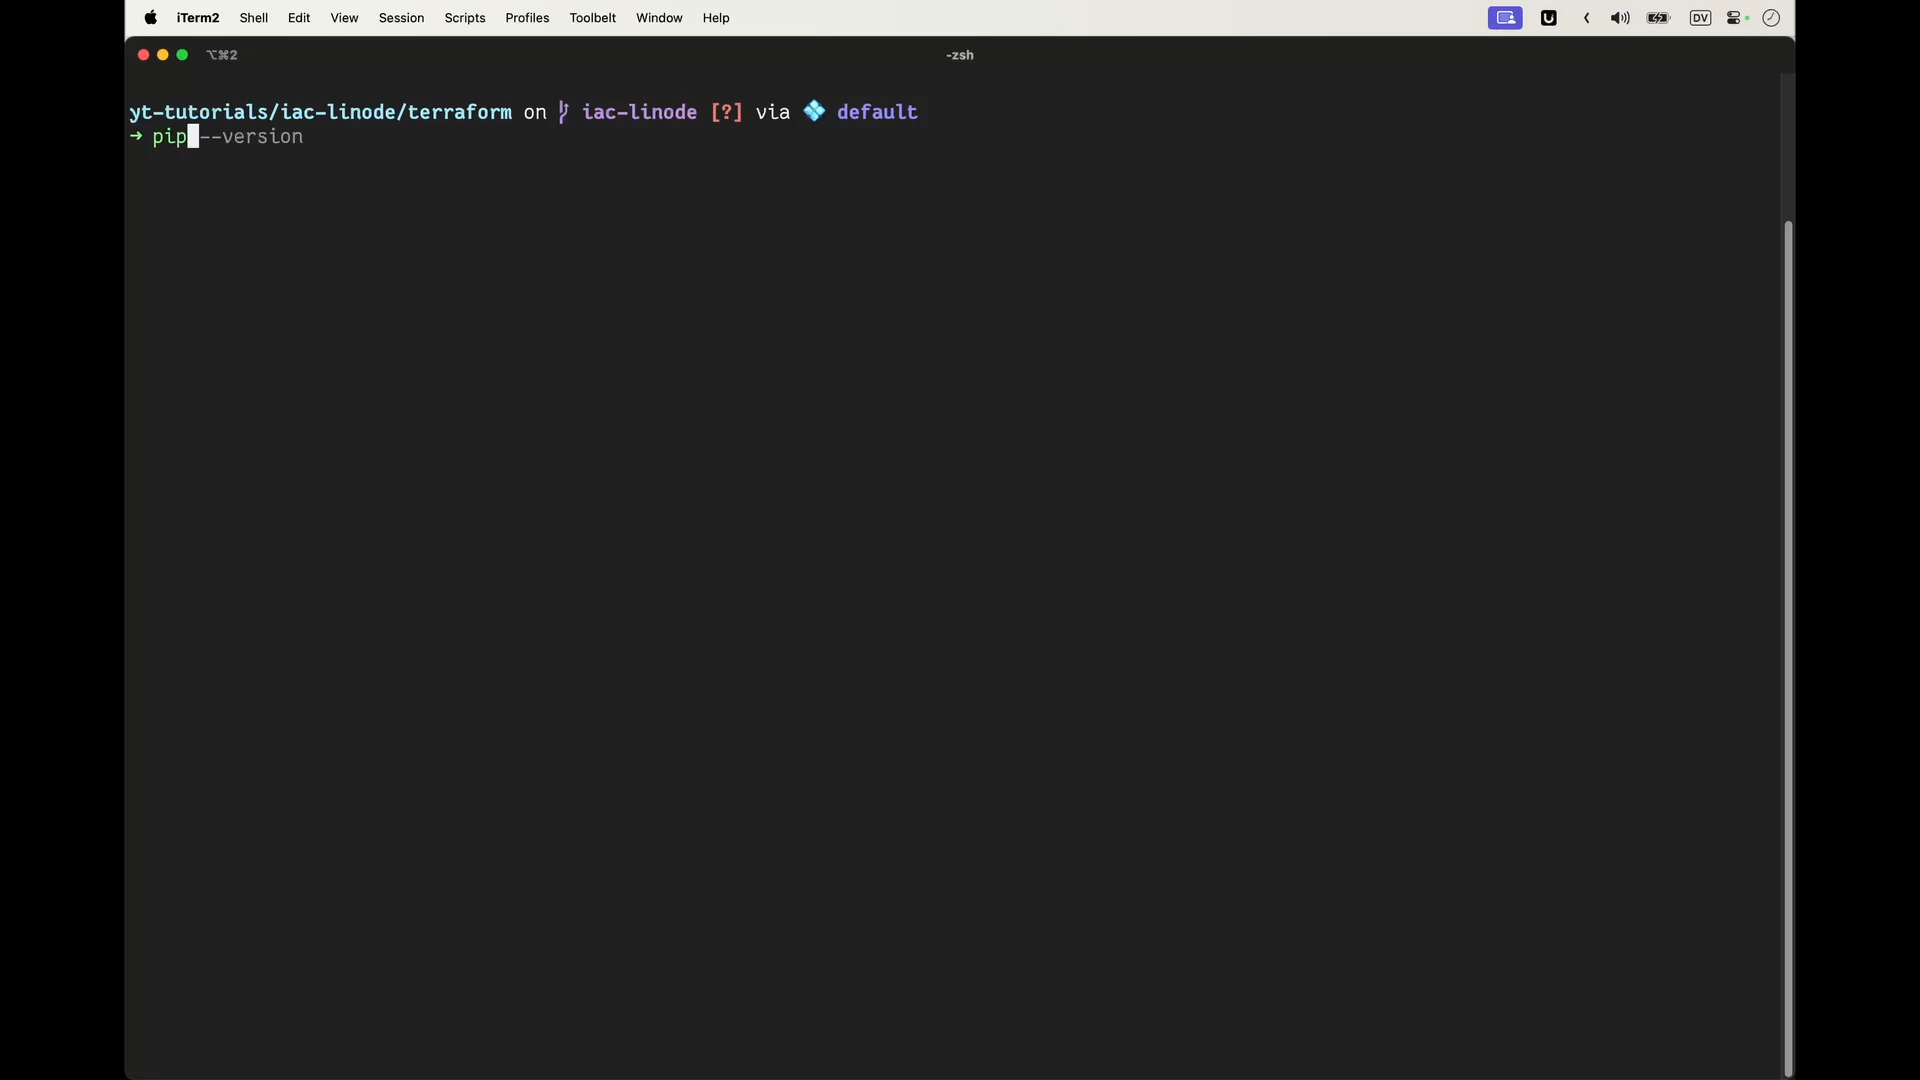 iTerm2 Shell Edit View Session Scripts Profiles Toolbelt Window Help DV
⌥⌘2 -zsh
yt-tutorials/iac-linode/terraform on iac-linode [?] via 💠 default
➜ pip --version